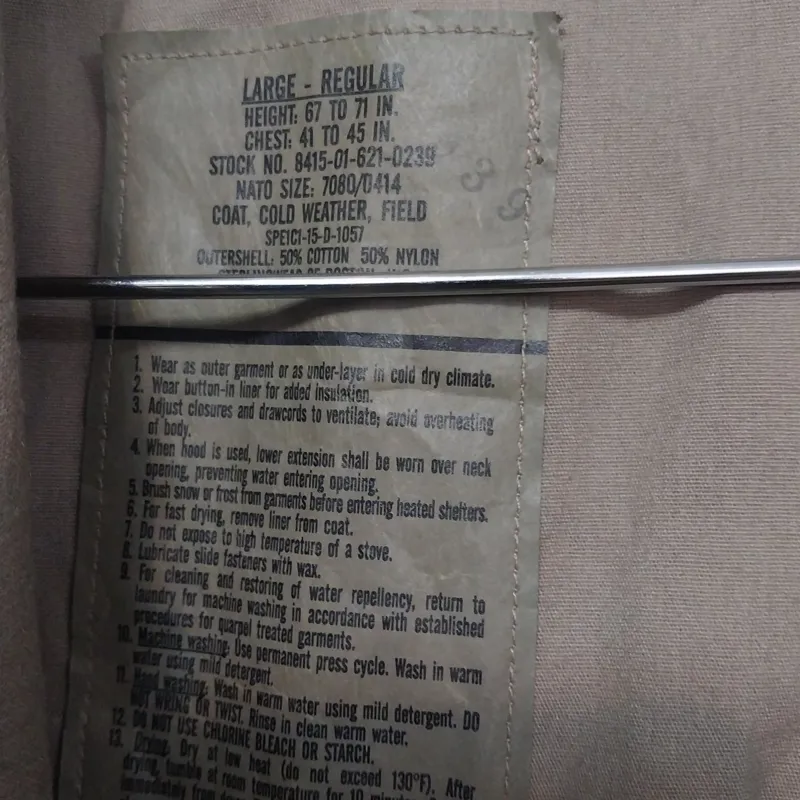 LARGE - REGULAR
HEIGHT: 67 TO 71 IN.
CHEST: 41 TO 45 IN.
STOCK NO. 8415-01-621-0239
NATO SIZE: 7080/0414
COAT, COLD WEATHER, FIELD
SPE1C1-15-D-1057
OUTERSHELL: 50% COTTON 50% NYLON
39
1. Wear as outer garment or as under-layer in cold dry climate.
2. Wear button-in liner for added insulation.
3. Adjust closures and drawcords to ventilate; avoid overheating
of body.
4. When hood is used, lower extension shall be worn over neck
opening, preventing water entering opening.
5. Brush snow or frost from garments before entering heated shelters.
6. For fast drying, remove liner from coat.
7. Do not expose to high temperature of a stove.
8. Lubricate slide fasteners with wax.
9. For cleaning and restoring of water repellency, return to
laundry for machine washing in accordance with established
procedures for quarpel treated garments.
10. Machine washing: Use permanent press cycle. Wash in warm
water using mild detergent.
11. Hand washing: Wash in warm water using mild detergent. DO
NOT WRING OR TWIST. Rinse in clean warm water.
12. DO NOT USE CHLORINE BLEACH OR STARCH.
13. Drying: Dry at low heat (do not exceed 130°F). After
drying, tumble at room temperature for 10
immediately from